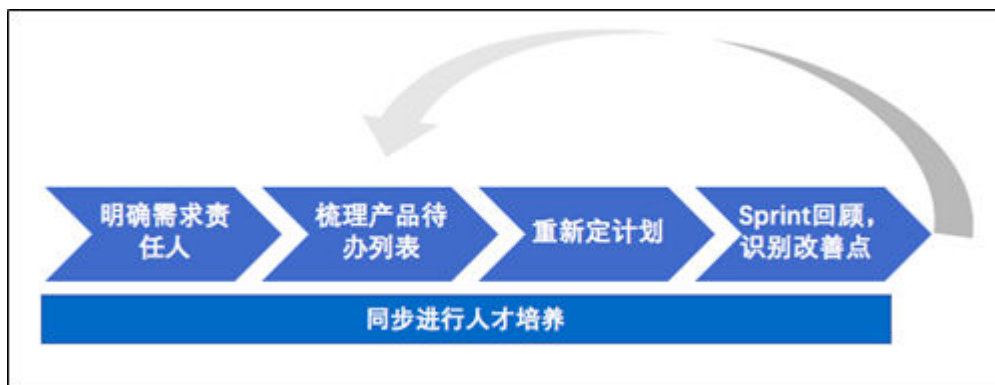 明确需求责
任人
梳理产品待
办列表
重新定计划
Sprint回顾，
识别改善点
同步进行人才培养